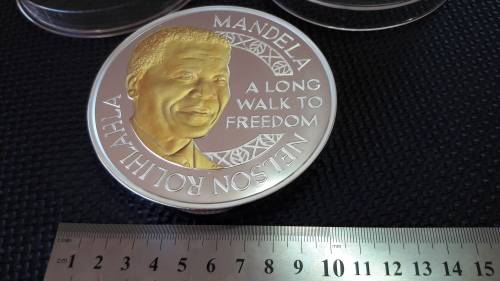 MANDELA
A LONG
WALK TO
FREEDOM
NELSON ROLIHLAHLA
mm
cm 1 2 3 4 5 6 7 8 9 10 11 12 13 14 15